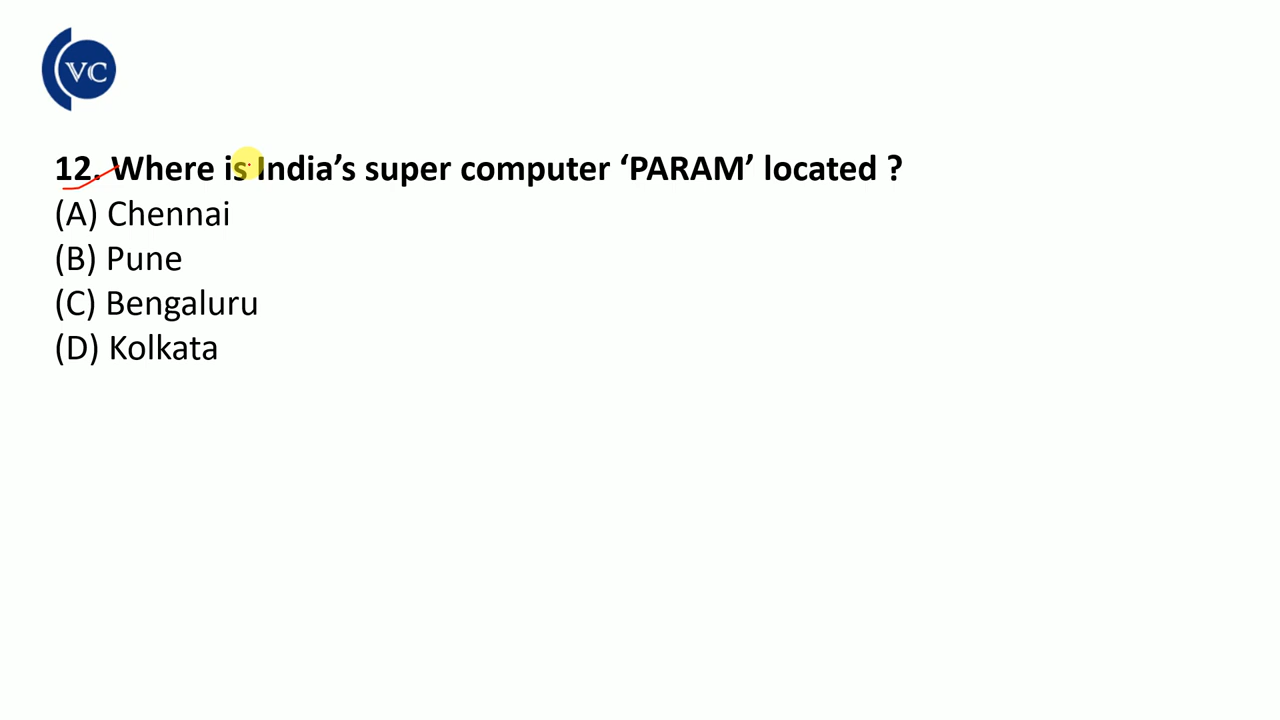 VC
12. Where is India’s super computer ‘PARAM’ located ?
(A) Chennai
(B) Pune
(C) Bengaluru
(D) Kolkata